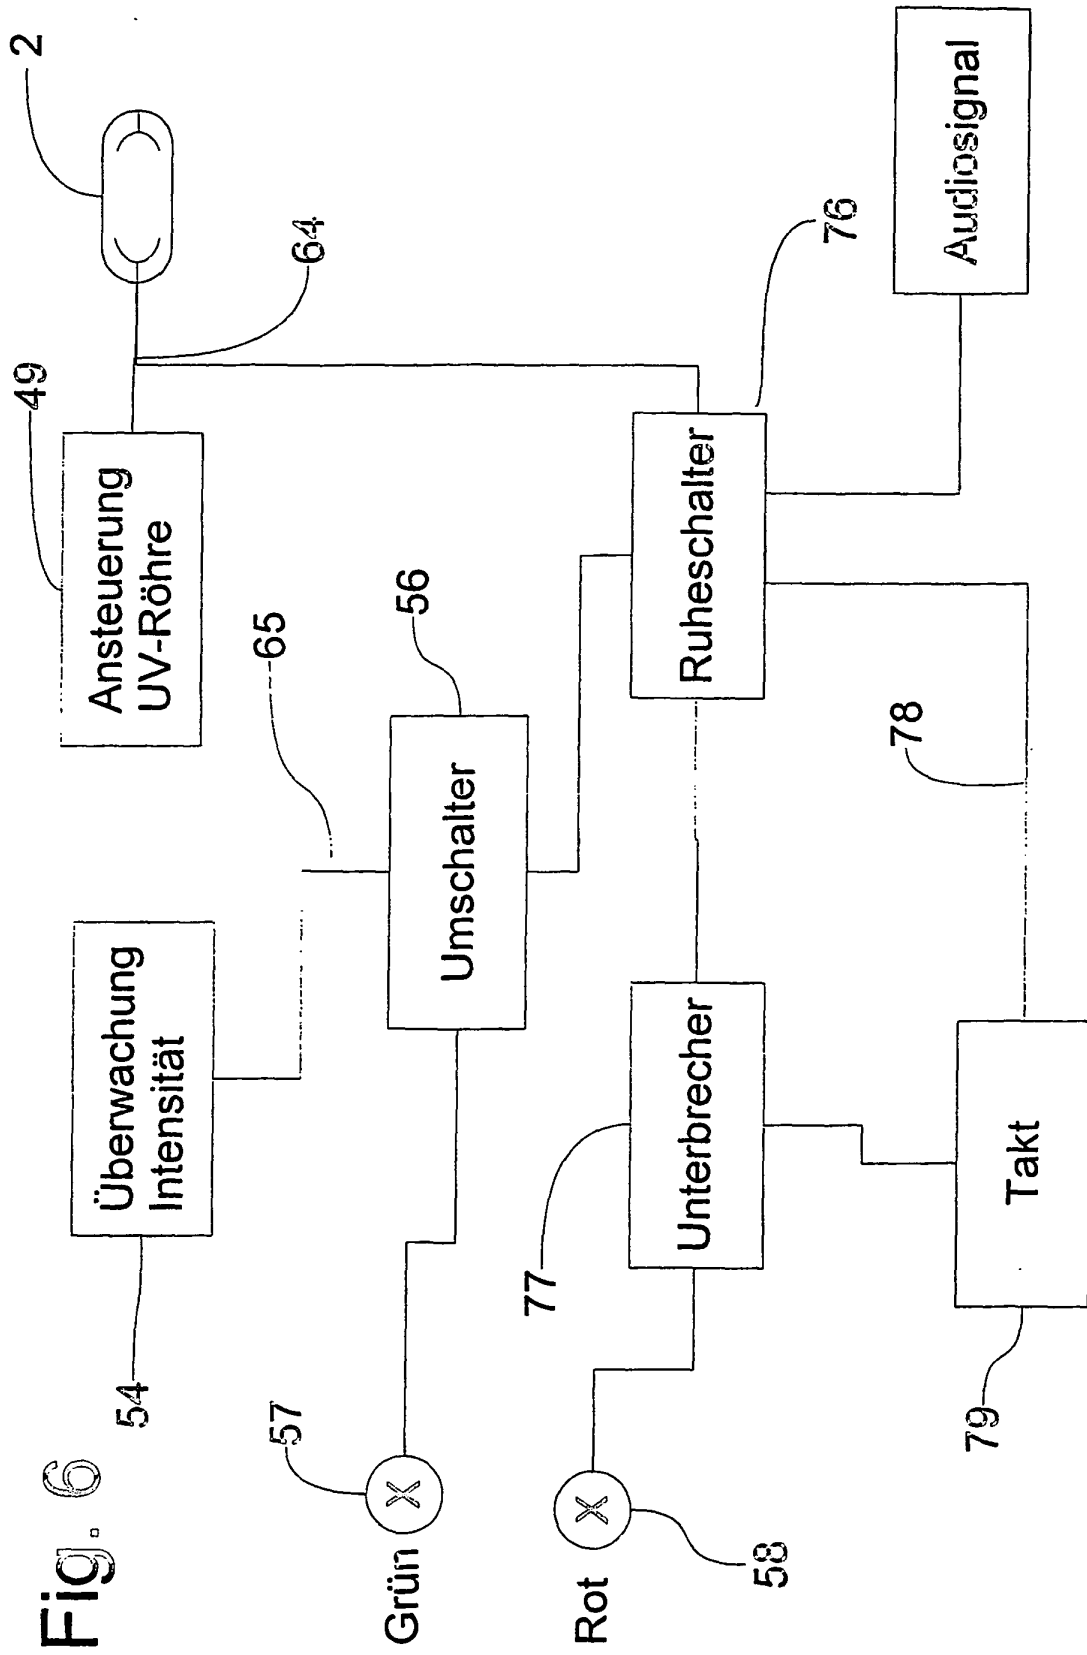 Fig. 6
54
Überwachung
Intensität
49
Ansteuerung
UV-Röhre
2
64
65
57
Grün
X
Umschalter
56
77
Rot
X
58
Unterbrecher
Ruheschalter
76
78
79
Takt
Audiosignal